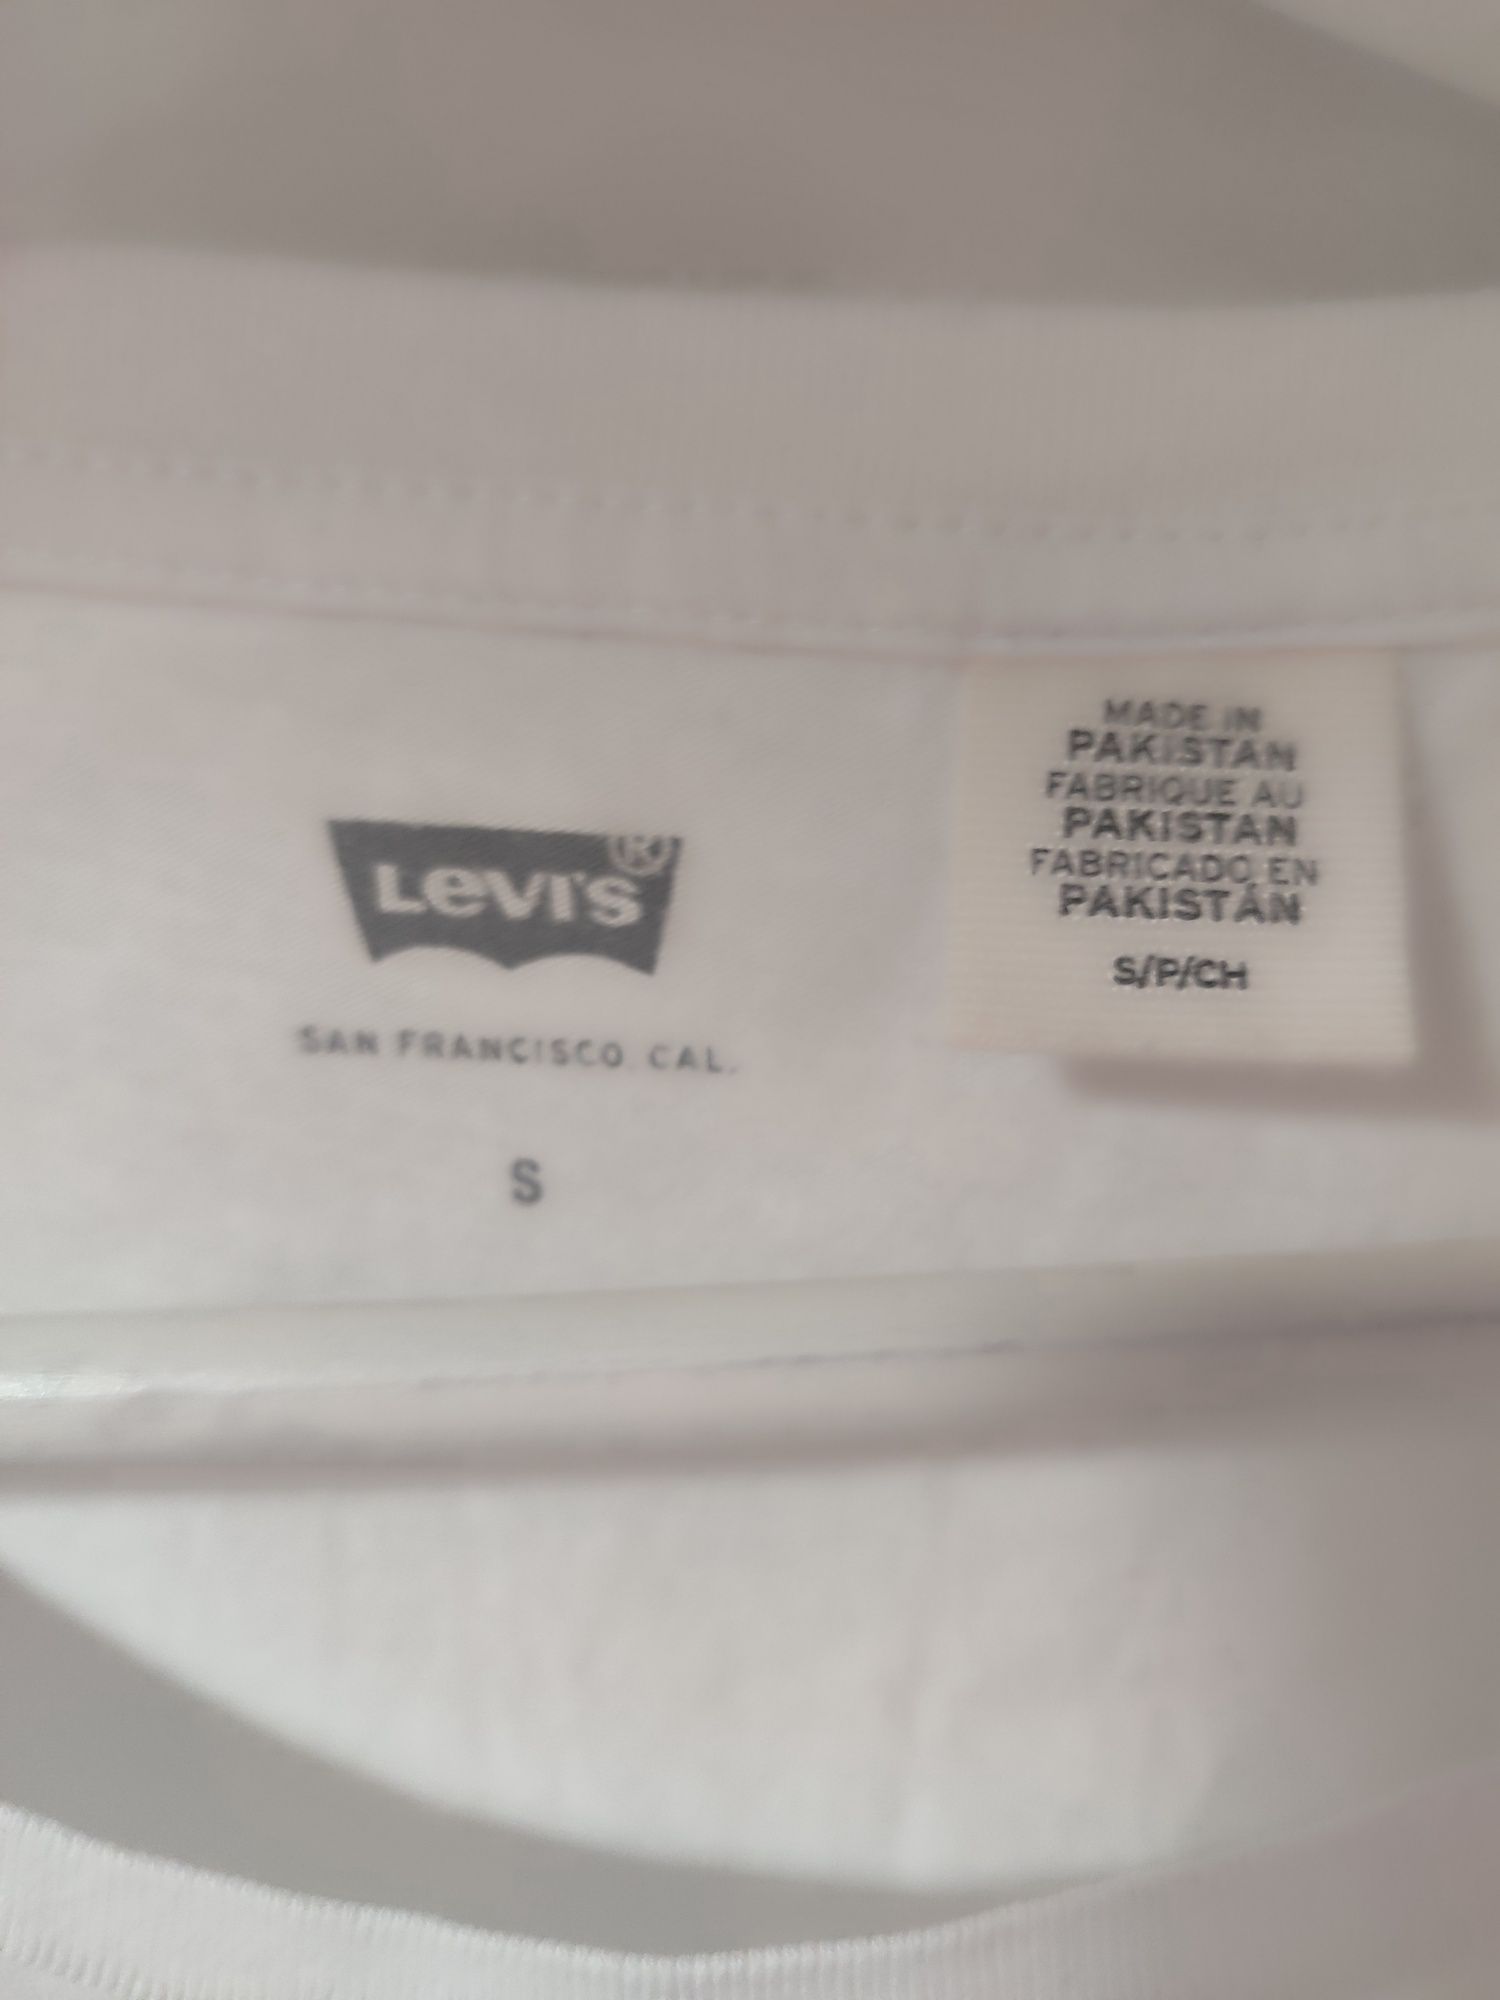 Levi's®
SAN FRANCISCO, CAL.
S
MADE IN
PAKISTAN
FABRIQUE AU
PAKISTAN
FABRICADO EN
PAKISTÁN
S/P/CH